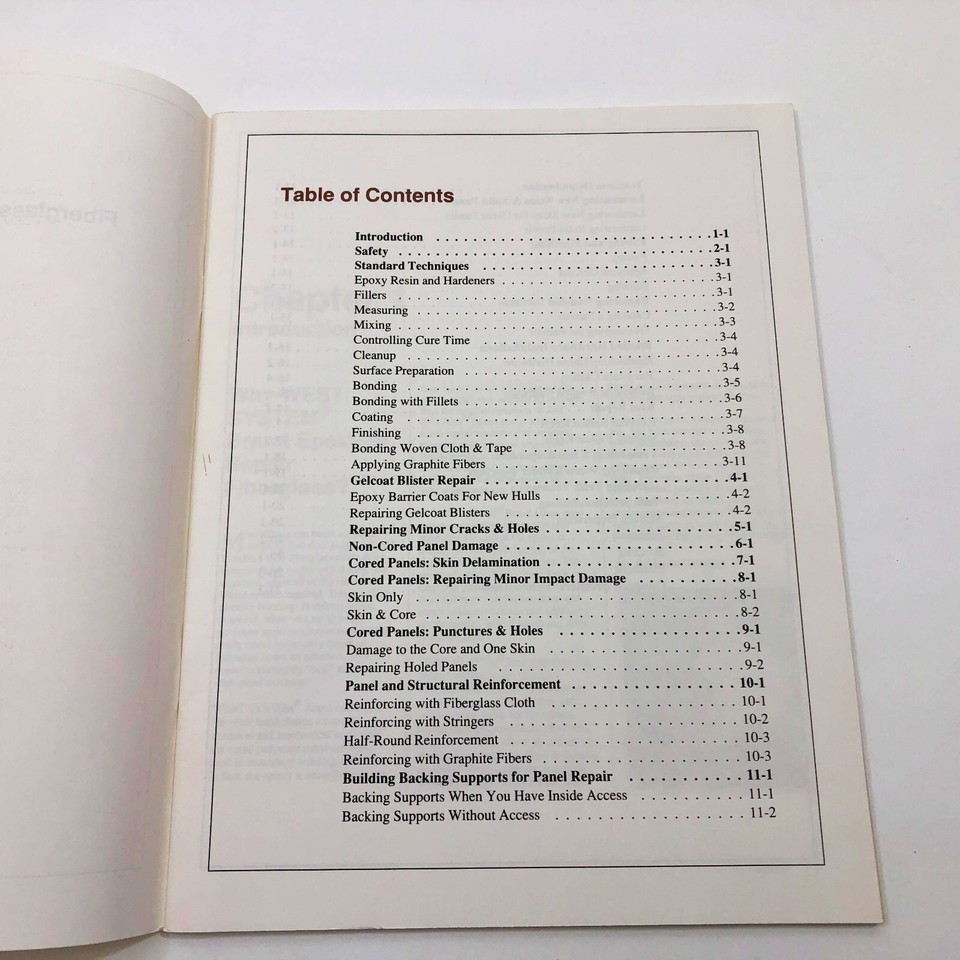 Table of Contents
Introduction . . . . . . . . . . . . . . . . . . . . . . . . . . . . . . 1-1
Safety . . . . . . . . . . . . . . . . . . . . . . . . . . . . . . . . . . 2-1
Standard Techniques . . . . . . . . . . . . . . . . . . . . . . . . . 3-1
Epoxy Resin and Hardeners . . . . . . . . . . . . . . . . . . . . . . . 3-1
Fillers . . . . . . . . . . . . . . . . . . . . . . . . . . . . . . . . . . 3-1
Measuring . . . . . . . . . . . . . . . . . . . . . . . . . . . . . . . . 3-2
Mixing . . . . . . . . . . . . . . . . . . . . . . . . . . . . . . . . . . 3-3
Controlling Cure Time . . . . . . . . . . . . . . . . . . . . . . . . . 3-4
Cleanup . . . . . . . . . . . . . . . . . . . . . . . . . . . . . . . . . 3-4
Surface Preparation . . . . . . . . . . . . . . . . . . . . . . . . . . . 3-4
Bonding . . . . . . . . . . . . . . . . . . . . . . . . . . . . . . . . . 3-5
Bonding with Fillets . . . . . . . . . . . . . . . . . . . . . . . . . . . 3-6
Coating . . . . . . . . . . . . . . . . . . . . . . . . . . . . . . . . . 3-7
Finishing . . . . . . . . . . . . . . . . . . . . . . . . . . . . . . . . 3-8
Bonding Woven Cloth & Tape . . . . . . . . . . . . . . . . . . . . . 3-8
Applying Graphite Fibers . . . . . . . . . . . . . . . . . . . . . . . 3-11
Gelcoat Blister Repair . . . . . . . . . . . . . . . . . . . . . . . . . 4-1
Epoxy Barrier Coats For New Hulls . . . . . . . . . . . . . . . . . . 4-2
Repairing Gelcoat Blisters . . . . . . . . . . . . . . . . . . . . . . . 4-2
Repairing Minor Cracks & Holes . . . . . . . . . . . . . . . . . . . 5-1
Non-Cored Panel Damage . . . . . . . . . . . . . . . . . . . . . . . 6-1
Cored Panels: Skin Delamination . . . . . . . . . . . . . . . . . . . 7-1
Cored Panels: Repairing Minor Impact Damage . . . . . . . . . . 8-1
Skin Only . . . . . . . . . . . . . . . . . . . . . . . . . . . . . . . . 8-1
Skin & Core . . . . . . . . . . . . . . . . . . . . . . . . . . . . . . . 8-2
Cored Panels: Punctures & Holes . . . . . . . . . . . . . . . . . . 9-1
Damage to the Core and One Skin . . . . . . . . . . . . . . . . . . . 9-1
Repairing Holed Panels . . . . . . . . . . . . . . . . . . . . . . . . 9-2
Panel and Structural Reinforcement . . . . . . . . . . . . . . . . 10-1
Reinforcing with Fiberglass Cloth . . . . . . . . . . . . . . . . . . 10-1
Reinforcing with Stringers . . . . . . . . . . . . . . . . . . . . . . 10-2
Half-Round Reinforcement . . . . . . . . . . . . . . . . . . . . . . 10-3
Reinforcing with Graphite Fibers . . . . . . . . . . . . . . . . . . . 10-3
Building Backing Supports for Panel Repair . . . . . . . . . . . 11-1
Backing Supports When You Have Inside Access . . . . . . . . . . 11-1
Backing Supports Without Access . . . . . . . . . . . . . . . . . . 11-2